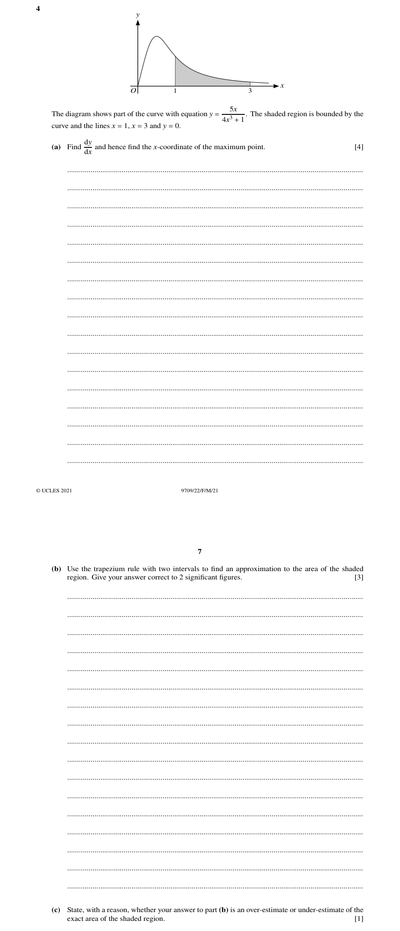 4
y
O
1
3
x
The diagram shows part of the curve with equation y = 5x/(4x³ + 1). The shaded region is bounded by the
curve and the lines x = 1, x = 3 and y = 0.
(a) Find dy/dx and hence find the x-coordinate of the maximum point. [4]
© UCLES 2021 9709/22/F/M/21
7
(b) Use the trapezium rule with two intervals to find an approximation to the area of the shaded
region. Give your answer correct to 2 significant figures. [3]
(c) State, with a reason, whether your answer to part (b) is an over-estimate or under-estimate of the
exact area of the shaded region. [1]